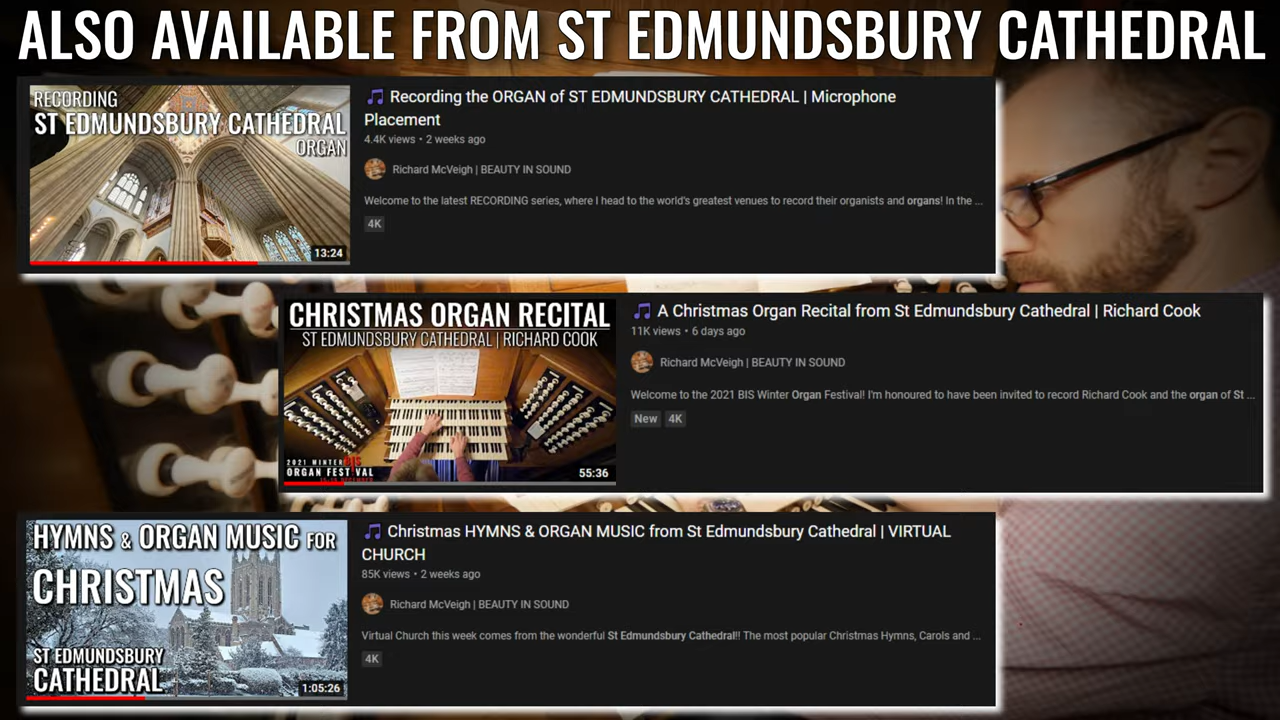 ALSO AVAILABLE FROM ST EDMUNDSBURY CATHEDRAL
RECORDING
ST EDMUNDSBURY CATHEDRAL
ORGAN
13:24
🎵 Recording the ORGAN of ST EDMUNDSBURY CATHEDRAL | Microphone
Placement
4.4K views • 2 weeks ago
Richard McVeigh | BEAUTY IN SOUND
Welcome to the latest RECORDING series, where I head to the world's greatest venues to record their organists and organs! In the ...
4K
CHRISTMAS ORGAN RECITAL
ST EDMUNDSBURY CATHEDRAL | RICHARD COOK
2021 WINTER BIS
ORGAN FESTIVAL
55:36
🎵 A Christmas Organ Recital from St Edmundsbury Cathedral | Richard Cook
11K views • 6 days ago
Richard McVeigh | BEAUTY IN SOUND
Welcome to the 2021 BIS Winter Organ Festival! I'm honoured to have been invited to record Richard Cook and the organ of St ...
New 4K
HYMNS & ORGAN MUSIC FOR
CHRISTMAS
ST EDMUNDSBURY
CATHEDRAL
1:05:26
🎵 Christmas HYMNS & ORGAN MUSIC from St Edmundsbury Cathedral | VIRTUAL
CHURCH
85K views • 2 weeks ago
Richard McVeigh | BEAUTY IN SOUND
Virtual Church this week comes from the wonderful St Edmundsbury Cathedral!! The most popular Christmas Hymns, Carols and ...
4K